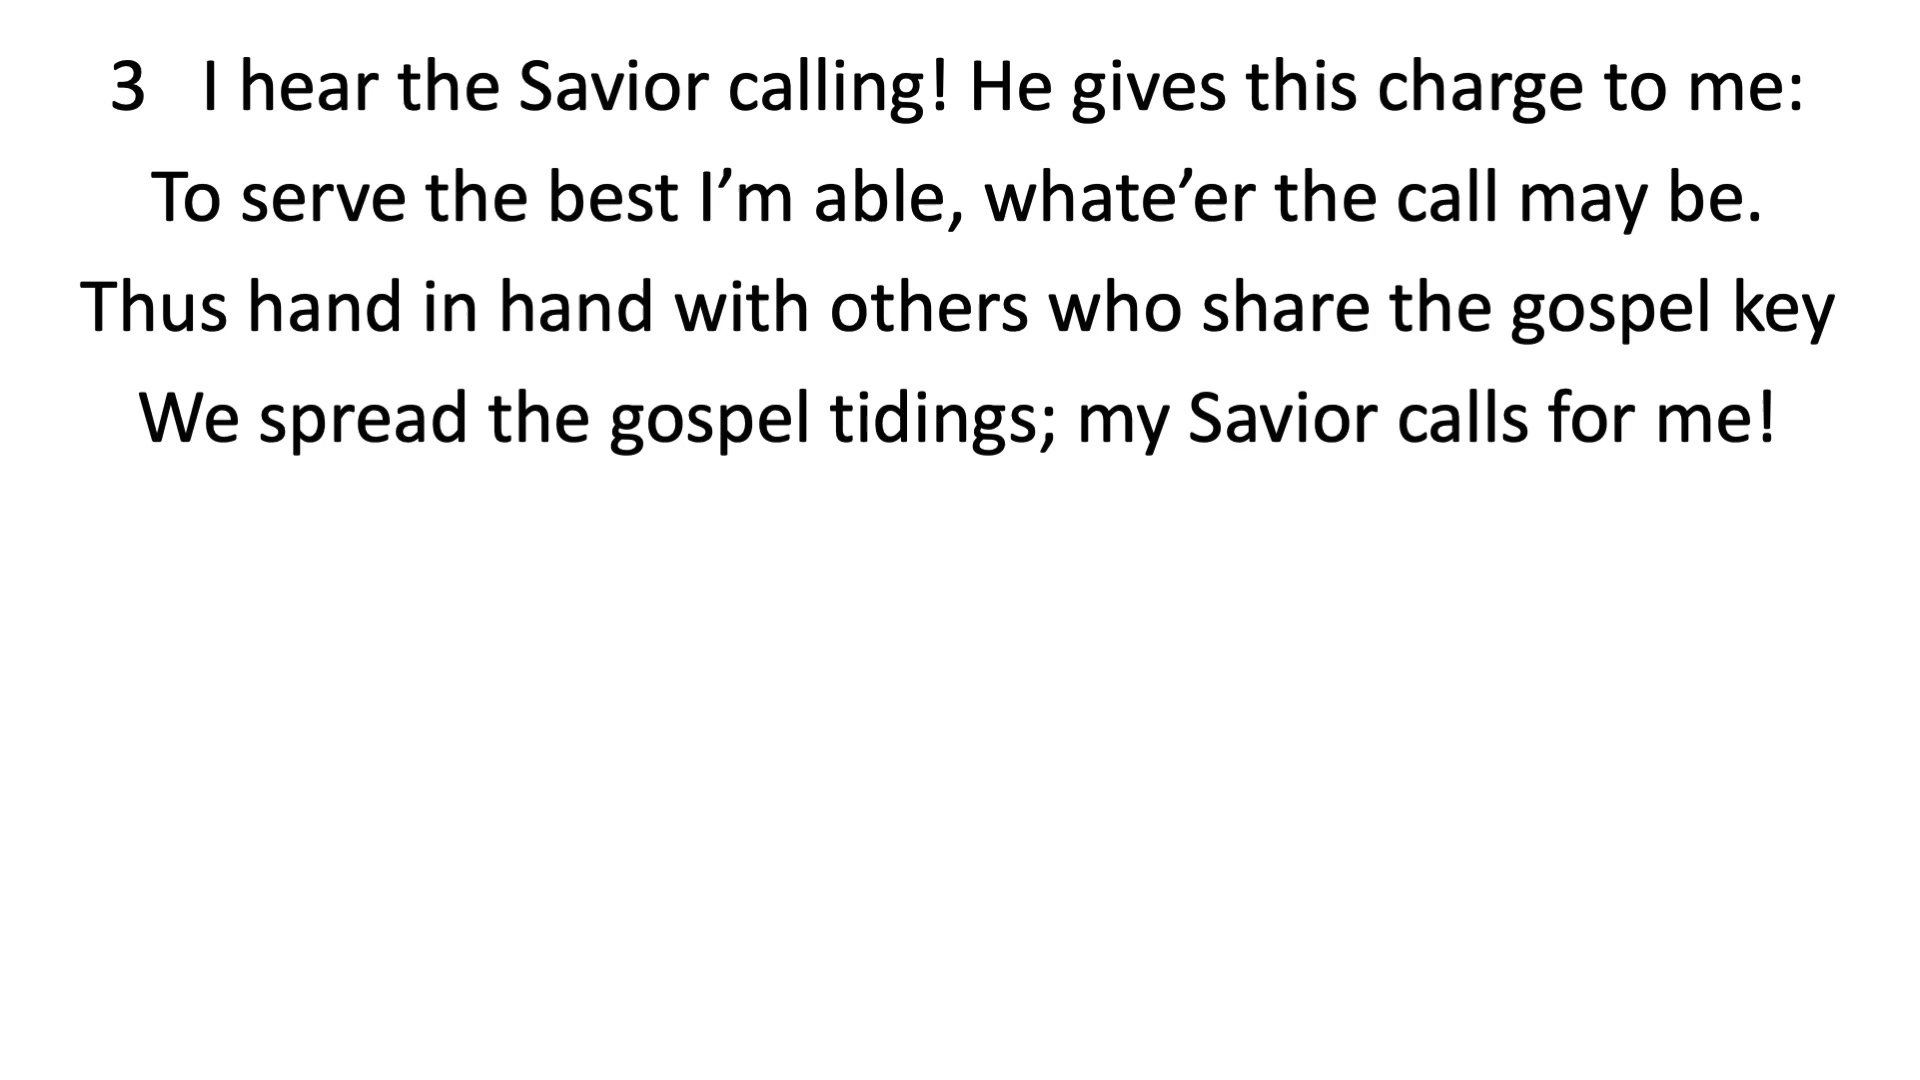 3 I hear the Savior calling! He gives this charge to me:
To serve the best I’m able, whate’er the call may be.
Thus hand in hand with others who share the gospel key
We spread the gospel tidings; my Savior calls for me!